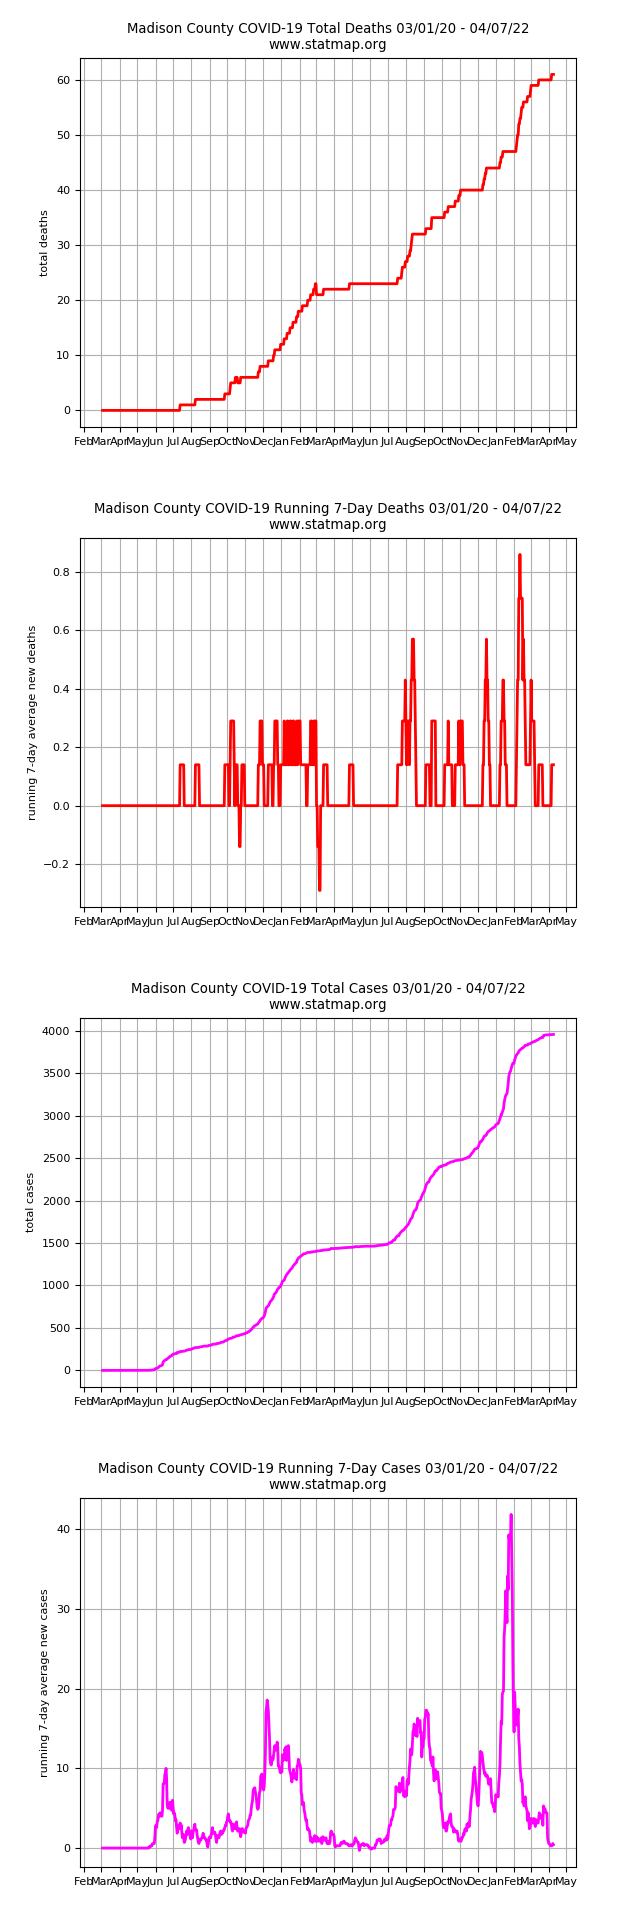 Madison County COVID-19 Total Deaths 03/01/20 - 04/07/22
www.statmap.org
60
50
40
30
20
10
0
total deaths
Feb Mar Apr May Jun Jul Aug Sep Oct Nov Dec Jan Feb Mar Apr May Jun Jul Aug Sep Oct Nov Dec Jan Feb Mar Apr May
Madison County COVID-19 Running 7-Day Deaths 03/01/20 - 04/07/22
www.statmap.org
0.8
0.6
0.4
0.2
0.0
−0.2
running 7-day average new deaths
Feb Mar Apr May Jun Jul Aug Sep Oct Nov Dec Jan Feb Mar Apr May Jun Jul Aug Sep Oct Nov Dec Jan Feb Mar Apr May
Madison County COVID-19 Total Cases 03/01/20 - 04/07/22
www.statmap.org
4000
3500
3000
2500
2000
1500
1000
500
0
total cases
Feb Mar Apr May Jun Jul Aug Sep Oct Nov Dec Jan Feb Mar Apr May Jun Jul Aug Sep Oct Nov Dec Jan Feb Mar Apr May
Madison County COVID-19 Running 7-Day Cases 03/01/20 - 04/07/22
www.statmap.org
40
30
20
10
0
running 7-day average new cases
Feb Mar Apr May Jun Jul Aug Sep Oct Nov Dec Jan Feb Mar Apr May Jun Jul Aug Sep Oct Nov Dec Jan Feb Mar Apr May